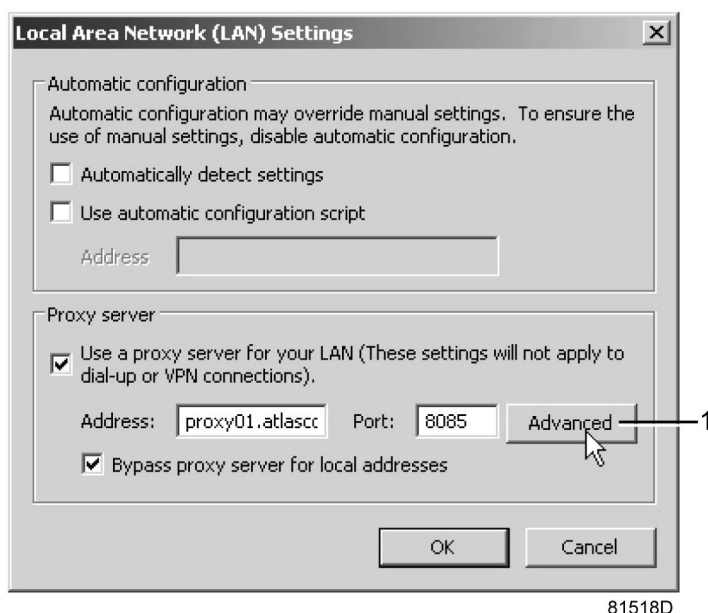 Local Area Network (LAN) Settings
Automatic configuration
Automatic configuration may override manual settings. To ensure the
use of manual settings, disable automatic configuration.
Automatically detect settings
Use automatic configuration script
Address
Proxy server
Use a proxy server for your LAN (These settings will not apply to
dial-up or VPN connections).
Address: proxy01.atlascc Port: 8085 Advanced 1
Bypass proxy server for local addresses
OK Cancel
81518D